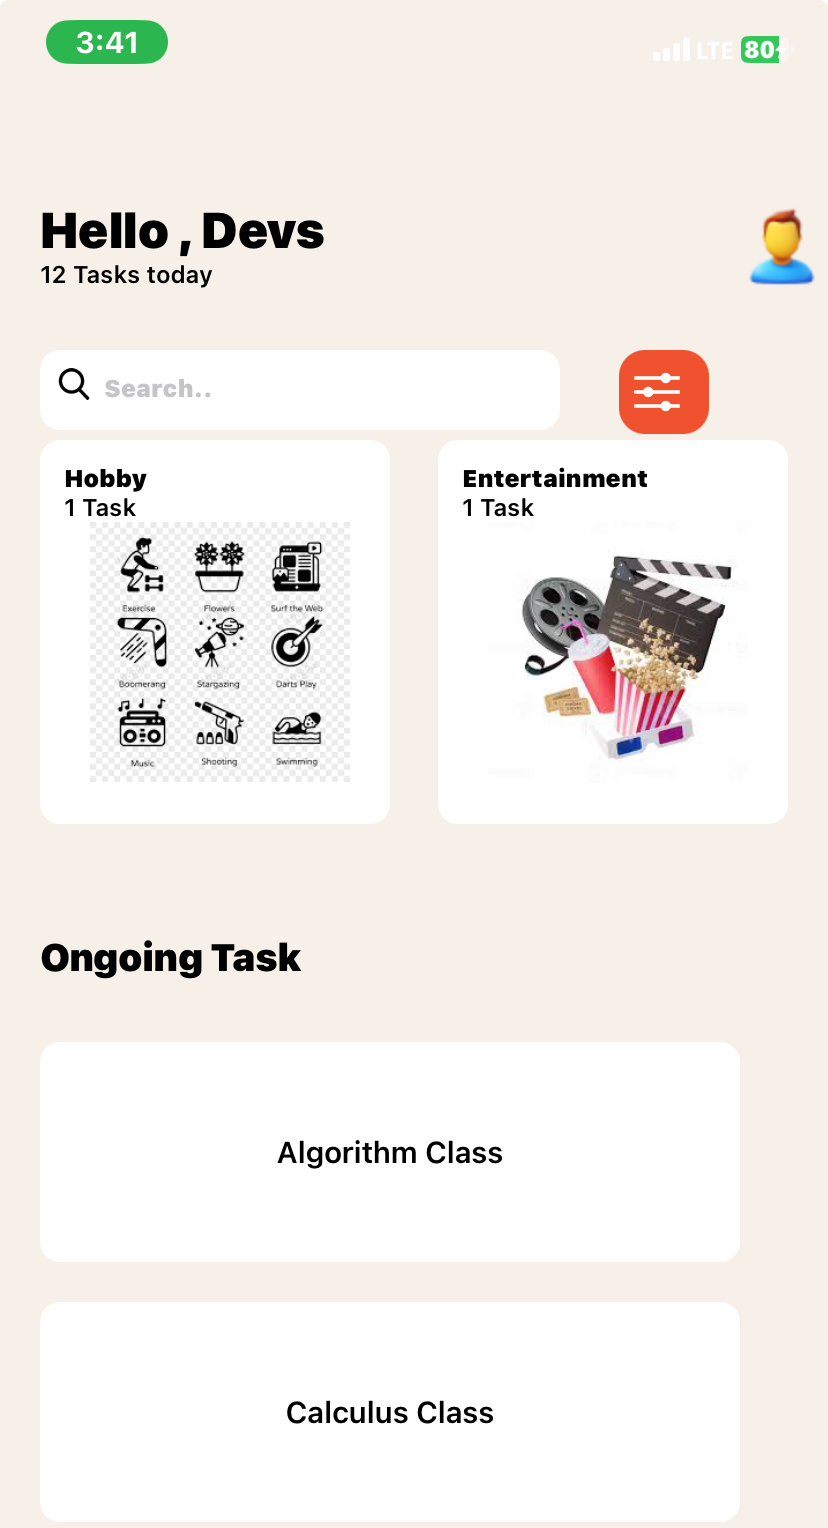 3:41
LTE 80
Hello , Devs
12 Tasks today
Search..
Hobby
1 Task
Exercise
Flowers
Surf the Web
Boomerang
Stargazing
Darts Play
Music
Shooting
Swimming
Entertainment
1 Task
Ongoing Task
Algorithm Class
Calculus Class